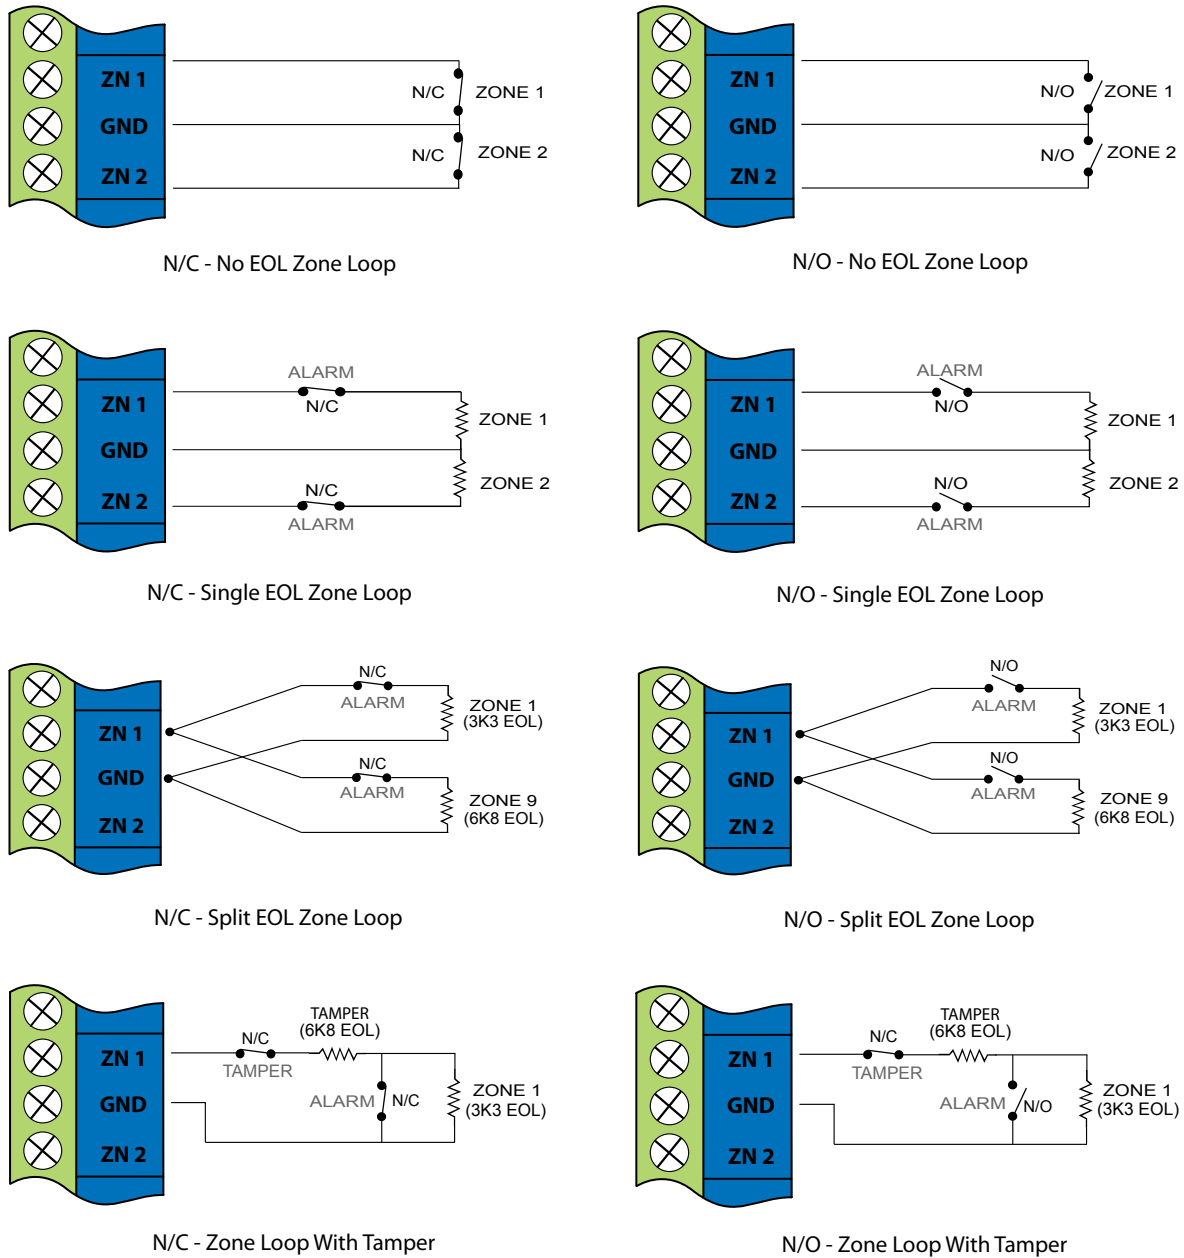 ZN 1
GND
ZN 2
N/C
ZONE 1
N/C
ZONE 2
N/C - No EOL Zone Loop
ZN 1
GND
ZN 2
N/O
ZONE 1
N/O
ZONE 2
N/O - No EOL Zone Loop
ZN 1
GND
ZN 2
ALARM
N/C
ZONE 1
N/C
ZONE 2
ALARM
N/C - Single EOL Zone Loop
ZN 1
GND
ZN 2
ALARM
N/O
ZONE 1
N/O
ZONE 2
ALARM
N/O - Single EOL Zone Loop
ZN 1
GND
ZN 2
N/C
ALARM
ZONE 1
(3K3 EOL)
N/C
ALARM
ZONE 9
(6K8 EOL)
N/C - Split EOL Zone Loop
ZN 1
GND
ZN 2
N/O
ALARM
ZONE 1
(3K3 EOL)
N/O
ALARM
ZONE 9
(6K8 EOL)
N/O - Split EOL Zone Loop
ZN 1
GND
ZN 2
N/C
TAMPER
TAMPER
(6K8 EOL)
ALARM
N/C
ZONE 1
(3K3 EOL)
N/C - Zone Loop With Tamper
ZN 1
GND
ZN 2
N/C
TAMPER
TAMPER
(6K8 EOL)
ALARM
N/O
ZONE 1
(3K3 EOL)
N/O - Zone Loop With Tamper